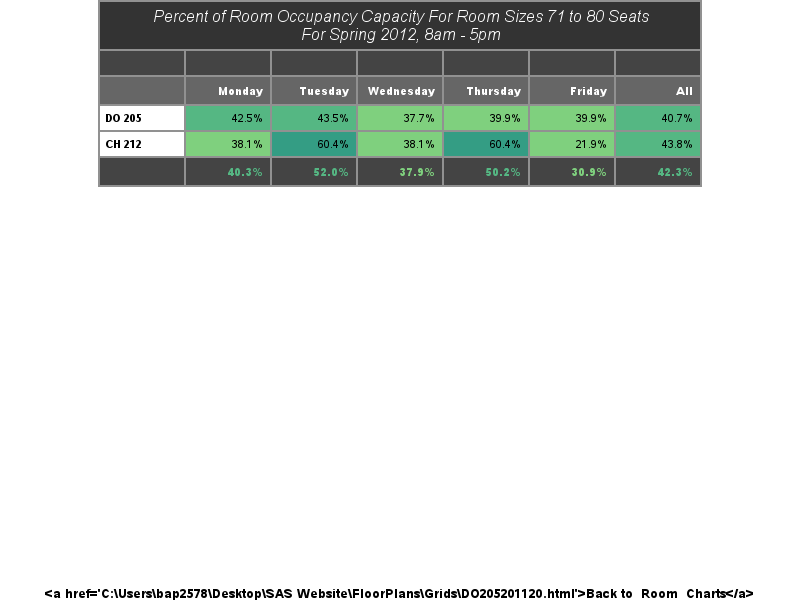 Percent of Room Occupancy Capacity For Room Sizes 71 to 80 Seats
For Spring 2012, 8am - 5pm
Monday Tuesday Wednesday Thursday Friday All
DO 205 42.5% 43.5% 37.7% 39.9% 39.9% 40.7%
CH 212 38.1% 60.4% 38.1% 60.4% 21.9% 43.8%
40.3% 52.0% 37.9% 50.2% 30.9% 42.3%
<a href='C:\Users\bap2578\Desktop\SAS Website\FloorPlans\Grids\DO205201120.html'>Back to Room Charts</a>